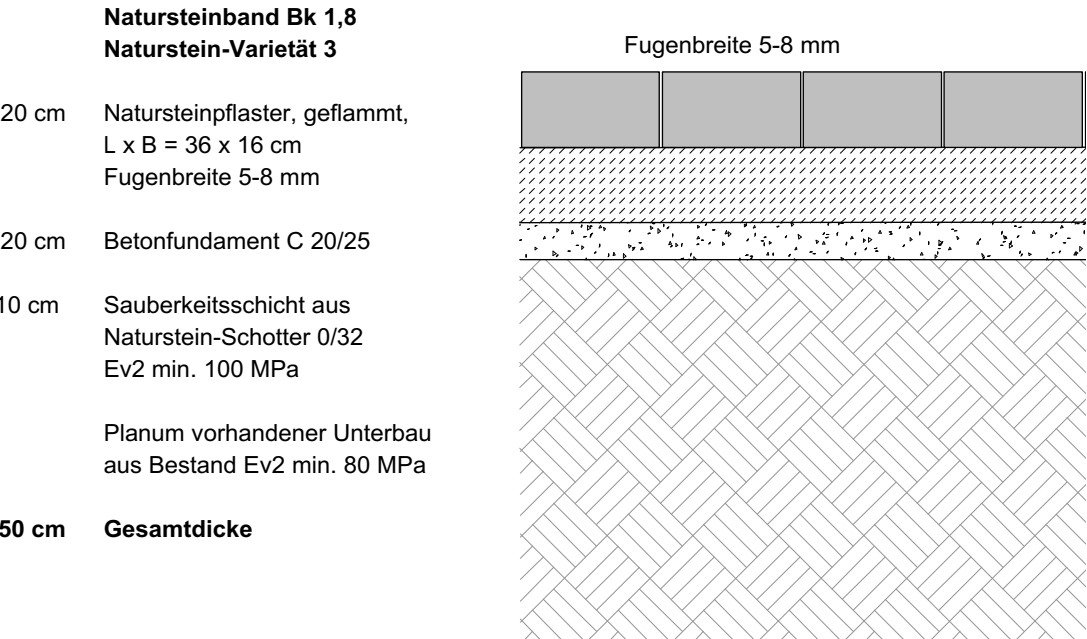 Natursteinband Bk 1,8
Naturstein-Varietät 3
Fugenbreite 5-8 mm
20 cm Natursteinpflaster, geflammt,
L x B = 36 x 16 cm
Fugenbreite 5-8 mm
20 cm Betonfundament C 20/25
10 cm Sauberkeitsschicht aus
Naturstein-Schotter 0/32
Ev2 min. 100 MPa
Planum vorhandener Unterbau
aus Bestand Ev2 min. 80 MPa
50 cm Gesamtdicke